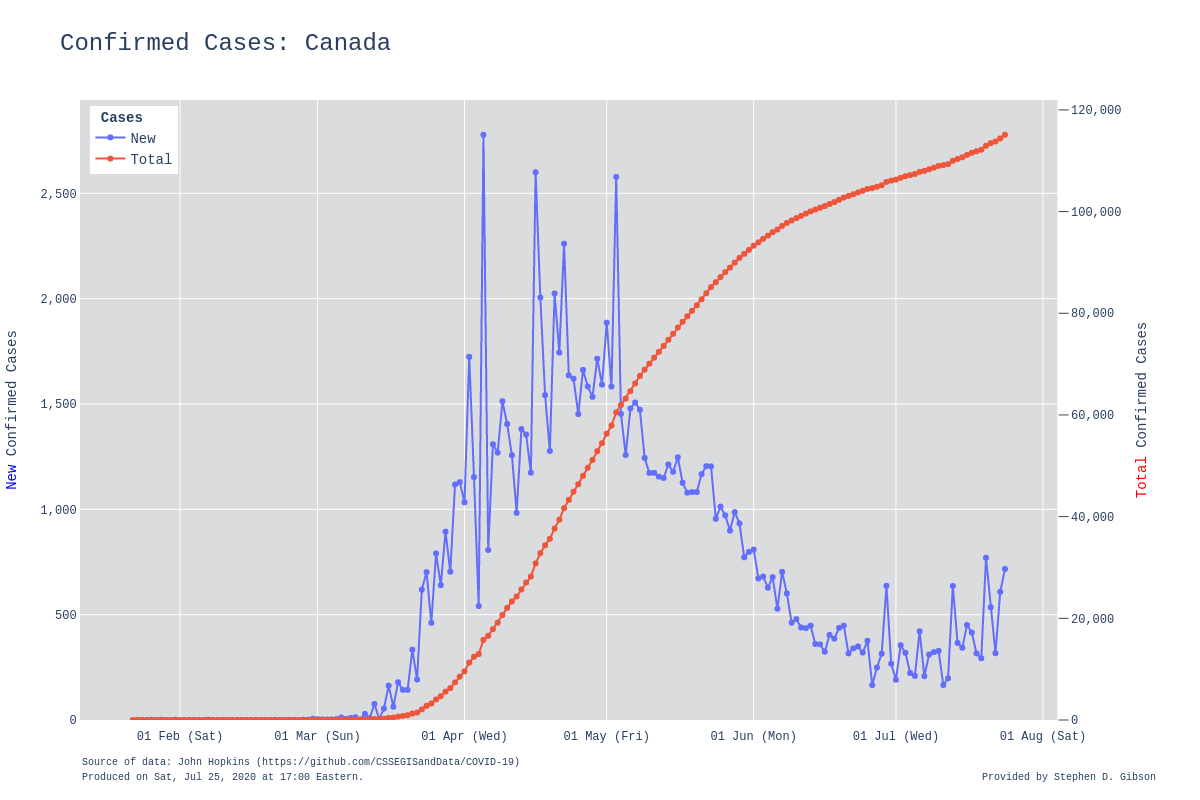 Confirmed Cases: Canada
Cases
New
Total
120,000
100,000
80,000
60,000
40,000
20,000
0
2,500
2,000
1,500
1,000
500
0
New Confirmed Cases
Total Confirmed Cases
01 Feb (Sat)
01 Mar (Sun)
01 Apr (Wed)
01 May (Fri)
01 Jun (Mon)
01 Jul (Wed)
01 Aug (Sat)
Source of data: John Hopkins (https://github.com/CSSEGISandData/COVID-19)
Produced on Sat, Jul 25, 2020 at 17:00 Eastern.
Provided by Stephen D. Gibson